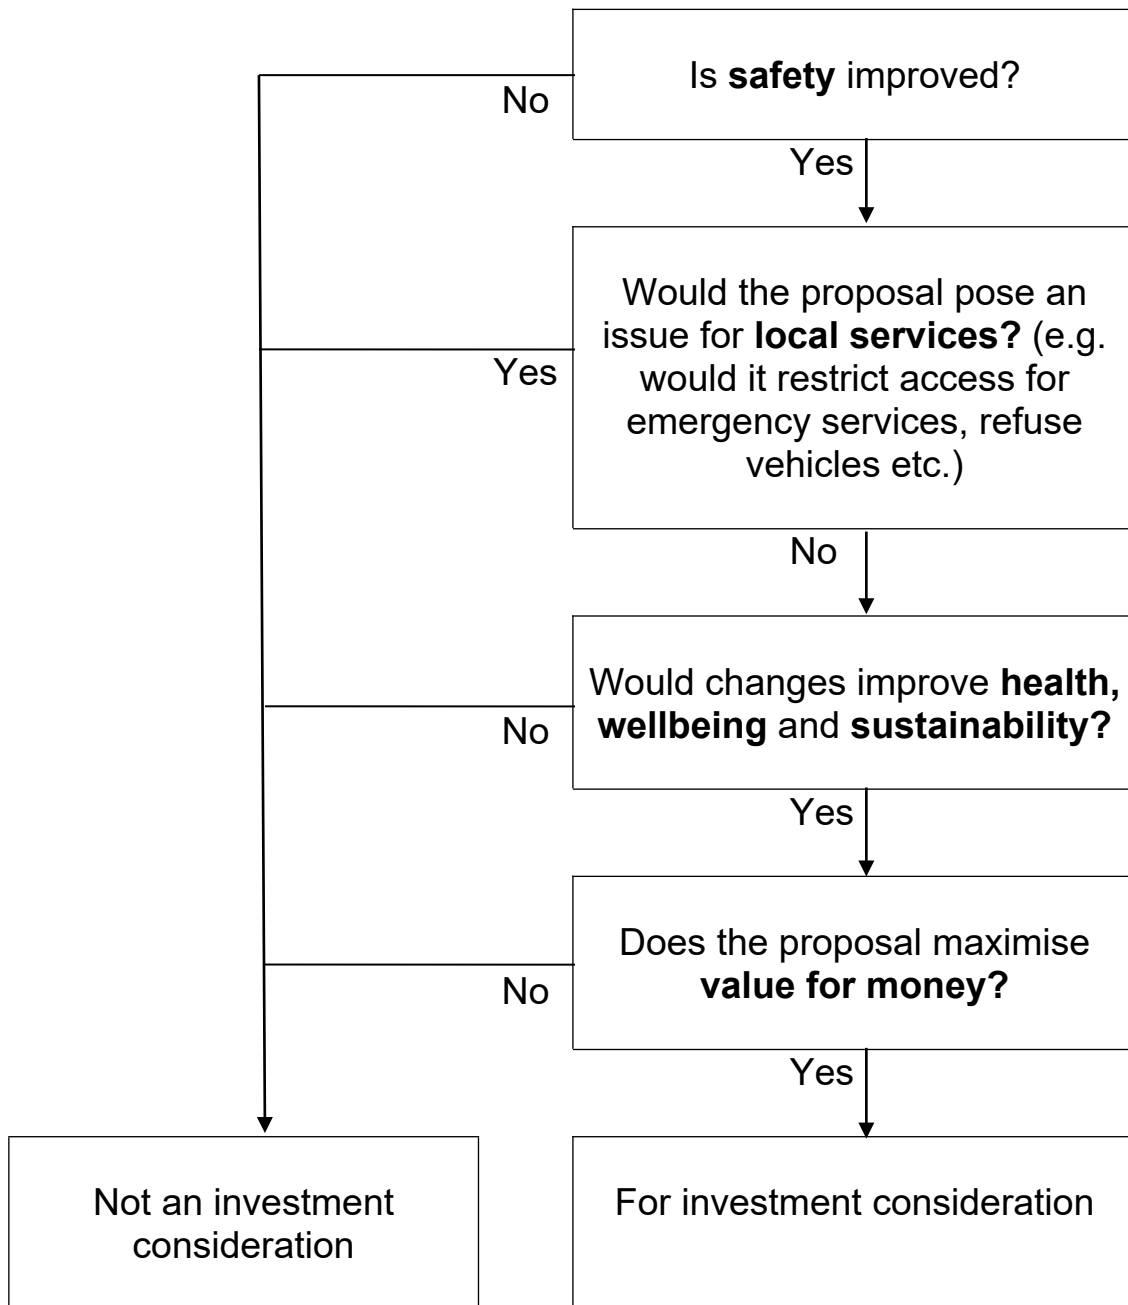 Is safety improved?
No
Yes
Would the proposal pose an
issue for local services? (e.g.
would it restrict access for
emergency services, refuse
vehicles etc.)
Yes
No
Would changes improve health,
wellbeing and sustainability?
No
Yes
Does the proposal maximise
value for money?
No
Yes
Not an investment
consideration
For investment consideration